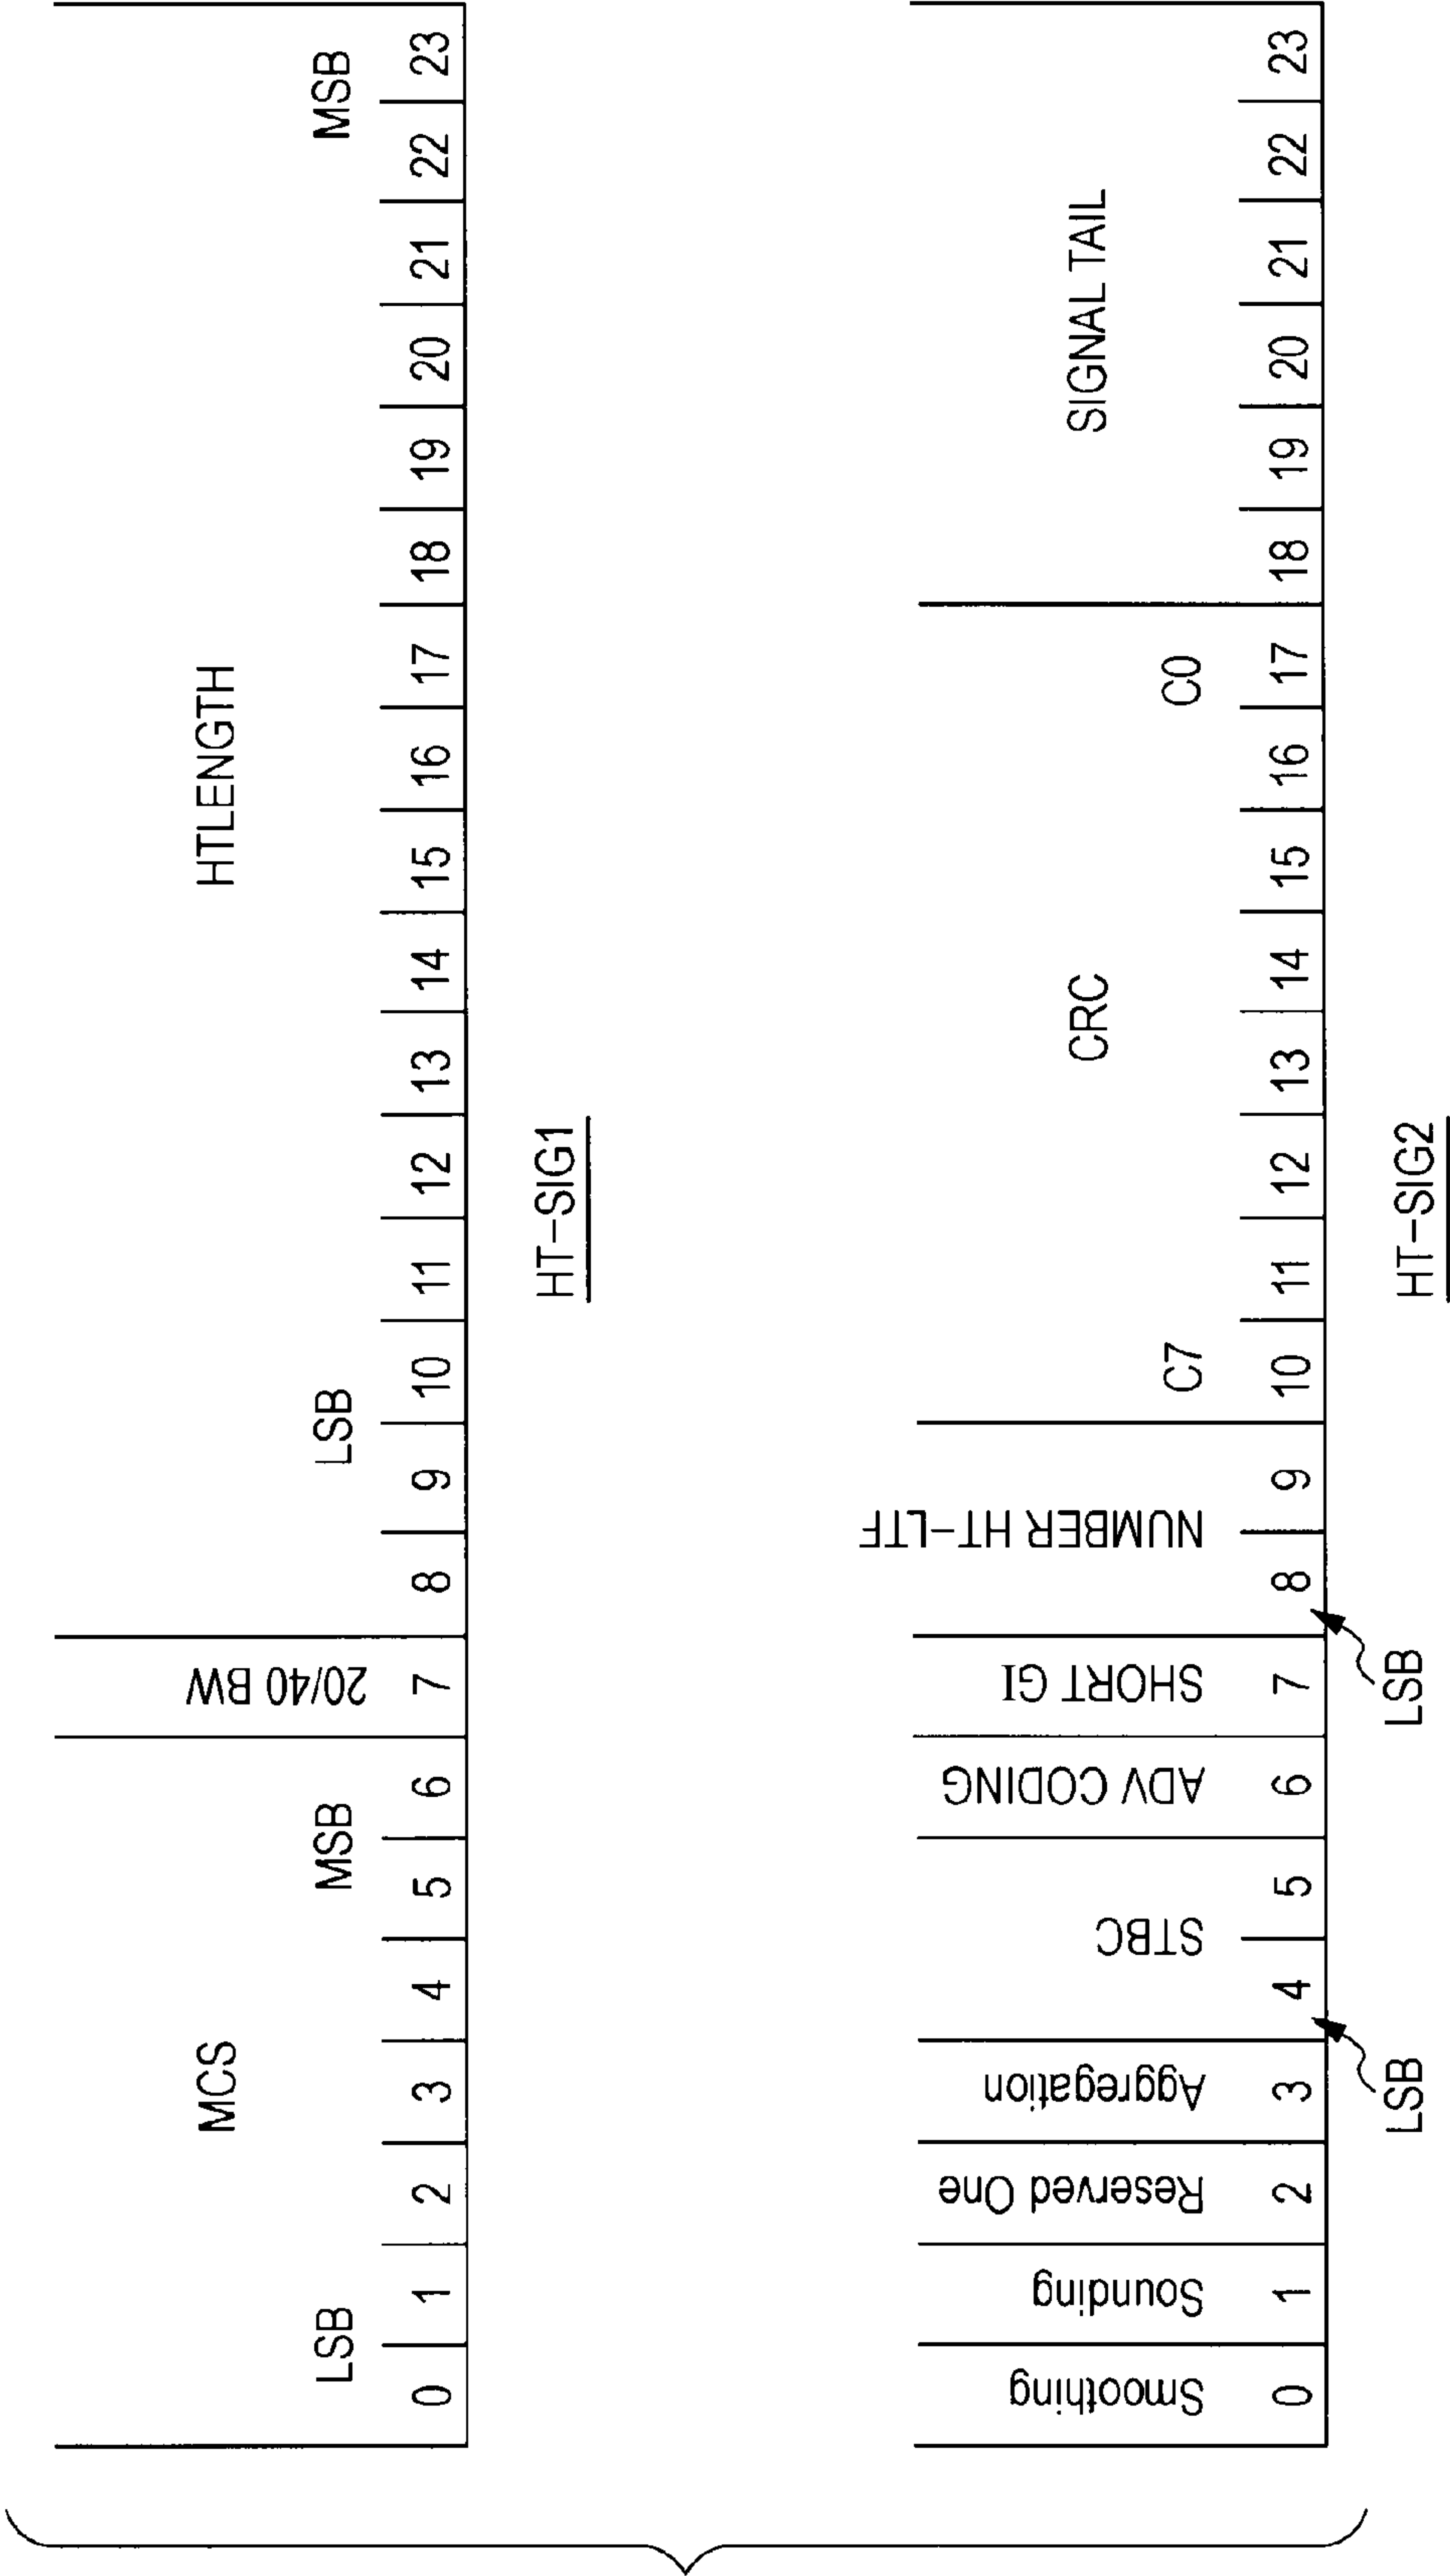 MCS
20/40 BW
HTLENGTH
LSB MSB LSB MSB
0 1 2 3 4 5 6 7 8 9 10 11 12 13 14 15 16 17 18 19 20 21 22 23
HT-SIG1
Smoothing
Sounding
Reserved One
Aggregation
STBC
ADV CODING
SHORT GI
NUMBER HT-LTF
CRC
C7 C0
SIGNAL TAIL
0 1 2 3 4 5 6 7 8 9 10 11 12 13 14 15 16 17 18 19 20 21 22 23
LSB LSB
HT-SIG2